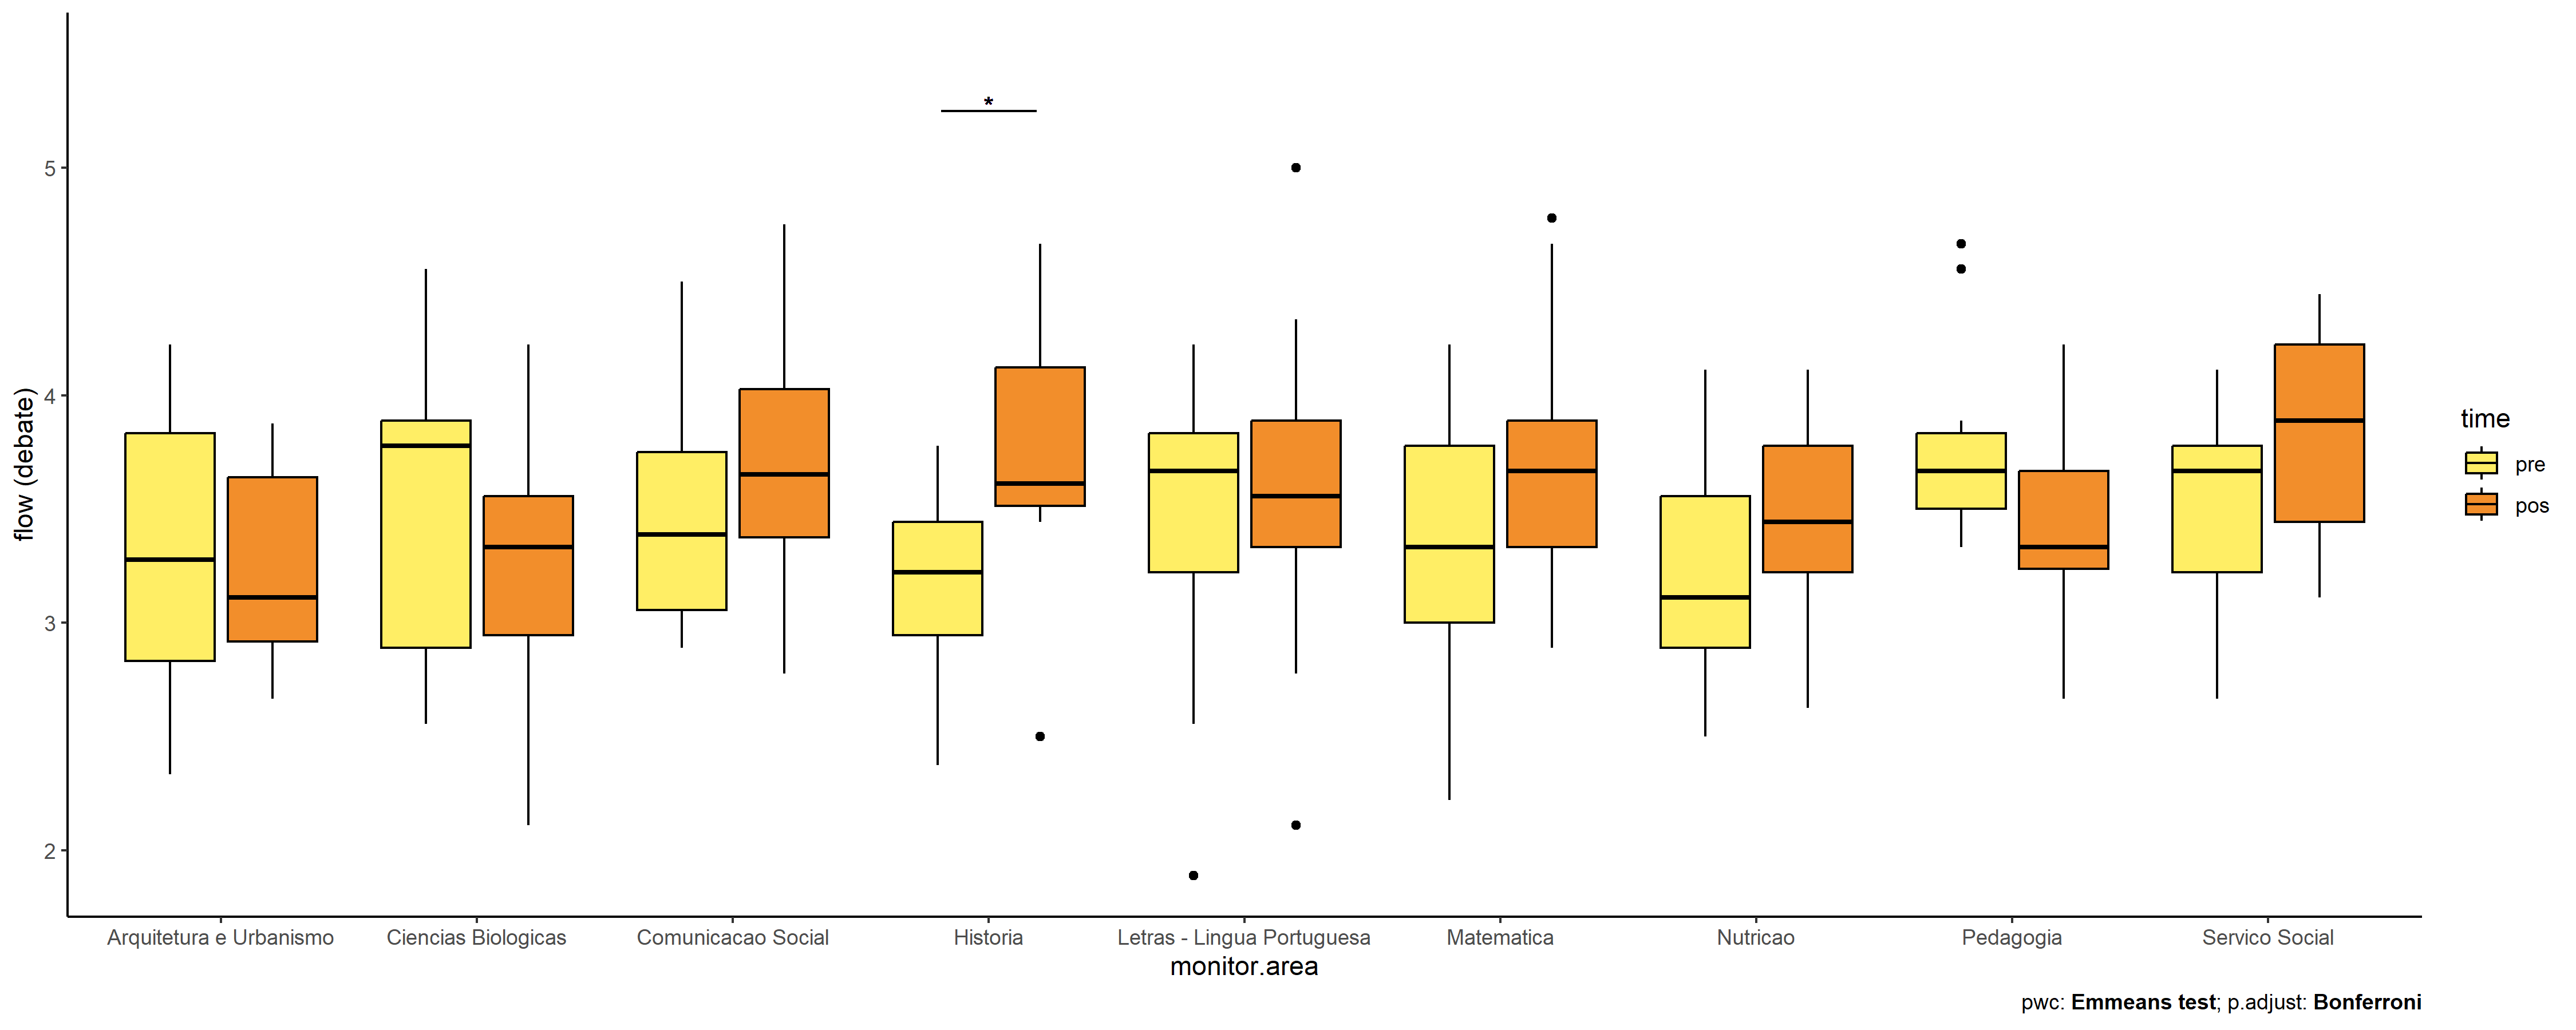 *
5
4
3
2
flow (debate)
Arquitetura e Urbanismo
Ciencias Biologicas
Comunicacao Social
Historia
Letras - Lingua Portuguesa
Matematica
Nutricao
Pedagogia
Servico Social
monitor.area
time
pre
pos
pwc: Emmeans test; p.adjust: Bonferroni